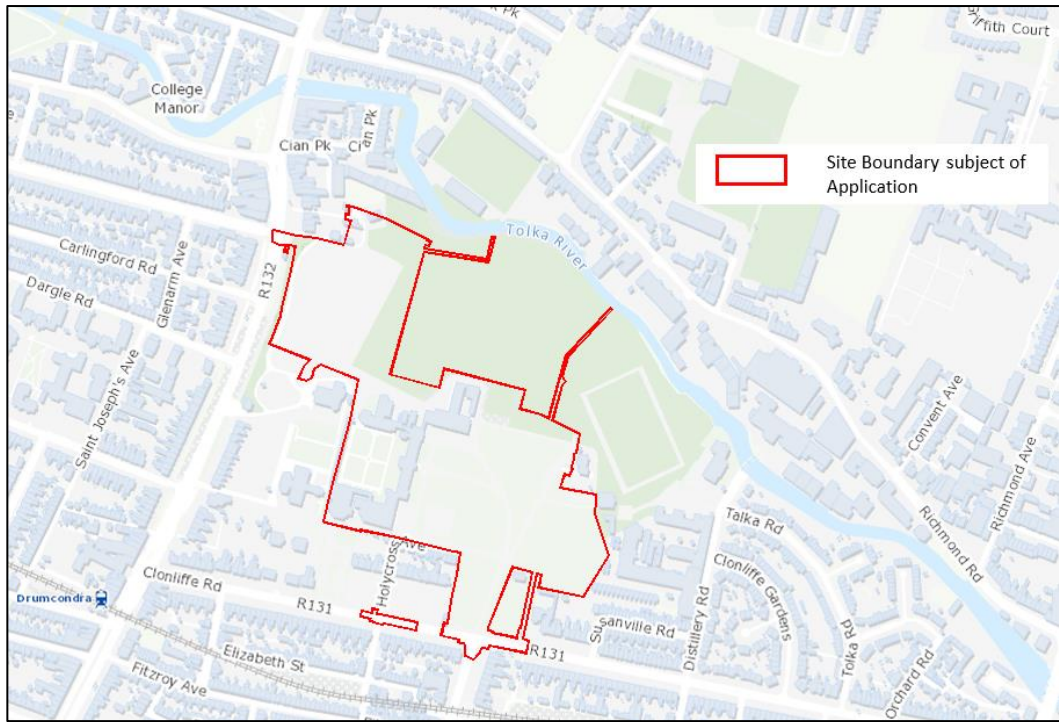 Griffith Court
College
Manor
Cian Pk
Cian Pk
Site Boundary subject of
Application
Tolka River
Carlingford Rd
Glenarm Ave
R132
Dargle Rd
Saint Joseph's Ave
Convent Ave
Richmond Ave
Richmond Rd
Talka Rd
Clonliffe Gardens
Holycross Ave
Clonliffe Rd
Drumcondra
R131
Susanville Rd
Distillery Rd
Tolka Rd
R131
Elizabeth St
Fitzroy Ave
Orchard Rd